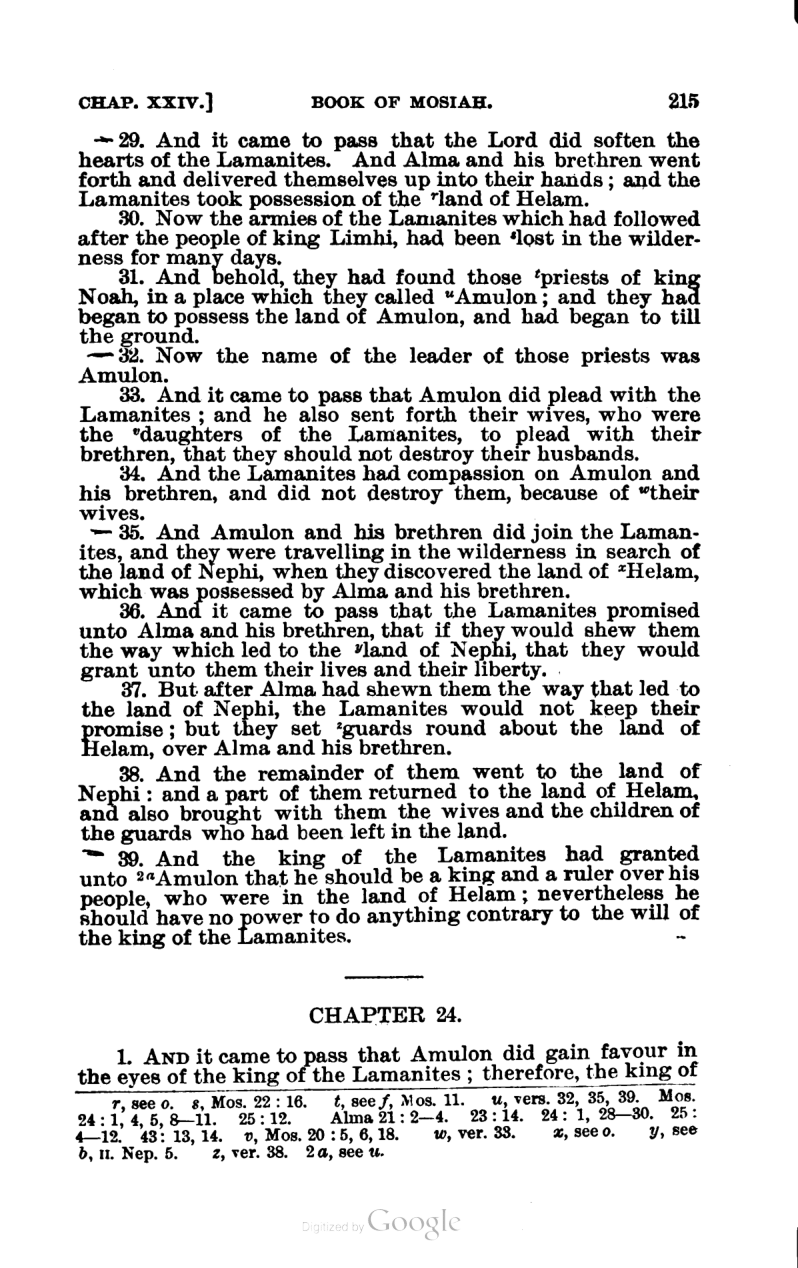 CHAP. XXIV.] BOOK OF MOSIAH. 215
29. And it came to pass that the Lord did soften the
hearts of the Lamanites. And Alma and his brethren went
forth and delivered themselves up into their hands; and the
Lamanites took possession of the rland of Helam.
30. Now the armies of the Lamanites which had followed
after the people of king Limhi, had been slost in the wilder-
ness for many days.
31. And behold, they had found those tpriests of king
Noah, in a place which they called uAmulon; and they had
began to possess the land of Amulon, and had began to till
the ground.
32. Now the name of the leader of those priests was
Amulon.
33. And it came to pass that Amulon did plead with the
Lamanites; and he also sent forth their wives, who were
the vdaughters of the Lamanites, to plead with their
brethren, that they should not destroy their husbands.
34. And the Lamanites had compassion on Amulon and
his brethren, and did not destroy them, because of wtheir
wives.
35. And Amulon and his brethren did join the Laman-
ites, and they were travelling in the wilderness in search of
the land of Nephi, when they discovered the land of xHelam,
which was possessed by Alma and his brethren.
36. And it came to pass that the Lamanites promised
unto Alma and his brethren, that if they would shew them
the way which led to the yland of Nephi, that they would
grant unto them their lives and their liberty.
37. But after Alma had shewn them the way that led to
the land of Nephi, the Lamanites would not keep their
promise; but they set zguards round about the land of
Helam, over Alma and his brethren.
38. And the remainder of them went to the land of
Nephi: and a part of them returned to the land of Helam,
and also brought with them the wives and the children of
the guards who had been left in the land.
39. And the king of the Lamanites had granted
unto 2aAmulon that he should be a king and a ruler over his
people, who were in the land of Helam; nevertheless he
should have no power to do anything contrary to the will of
the king of the Lamanites.
CHAPTER 24.
1. AND it came to pass that Amulon did gain favour in
the eyes of the king of the Lamanites; therefore, the king of
r, see o. s, Mos. 22:16. t, see f, Mos. 11. u, vers. 32, 35, 39. Mos.
24:1, 4, 5, 8—11. 25:12. Alma 21:2—4. 23:14. 24: 1, 28—30. 25:
4—12. 43: 13, 14. v, Mos. 20:5, 6, 18. w, ver. 33. x, see o. y, see
b, II. Nep. 5. z, ver. 38. 2a, see u.
Digitized by Google